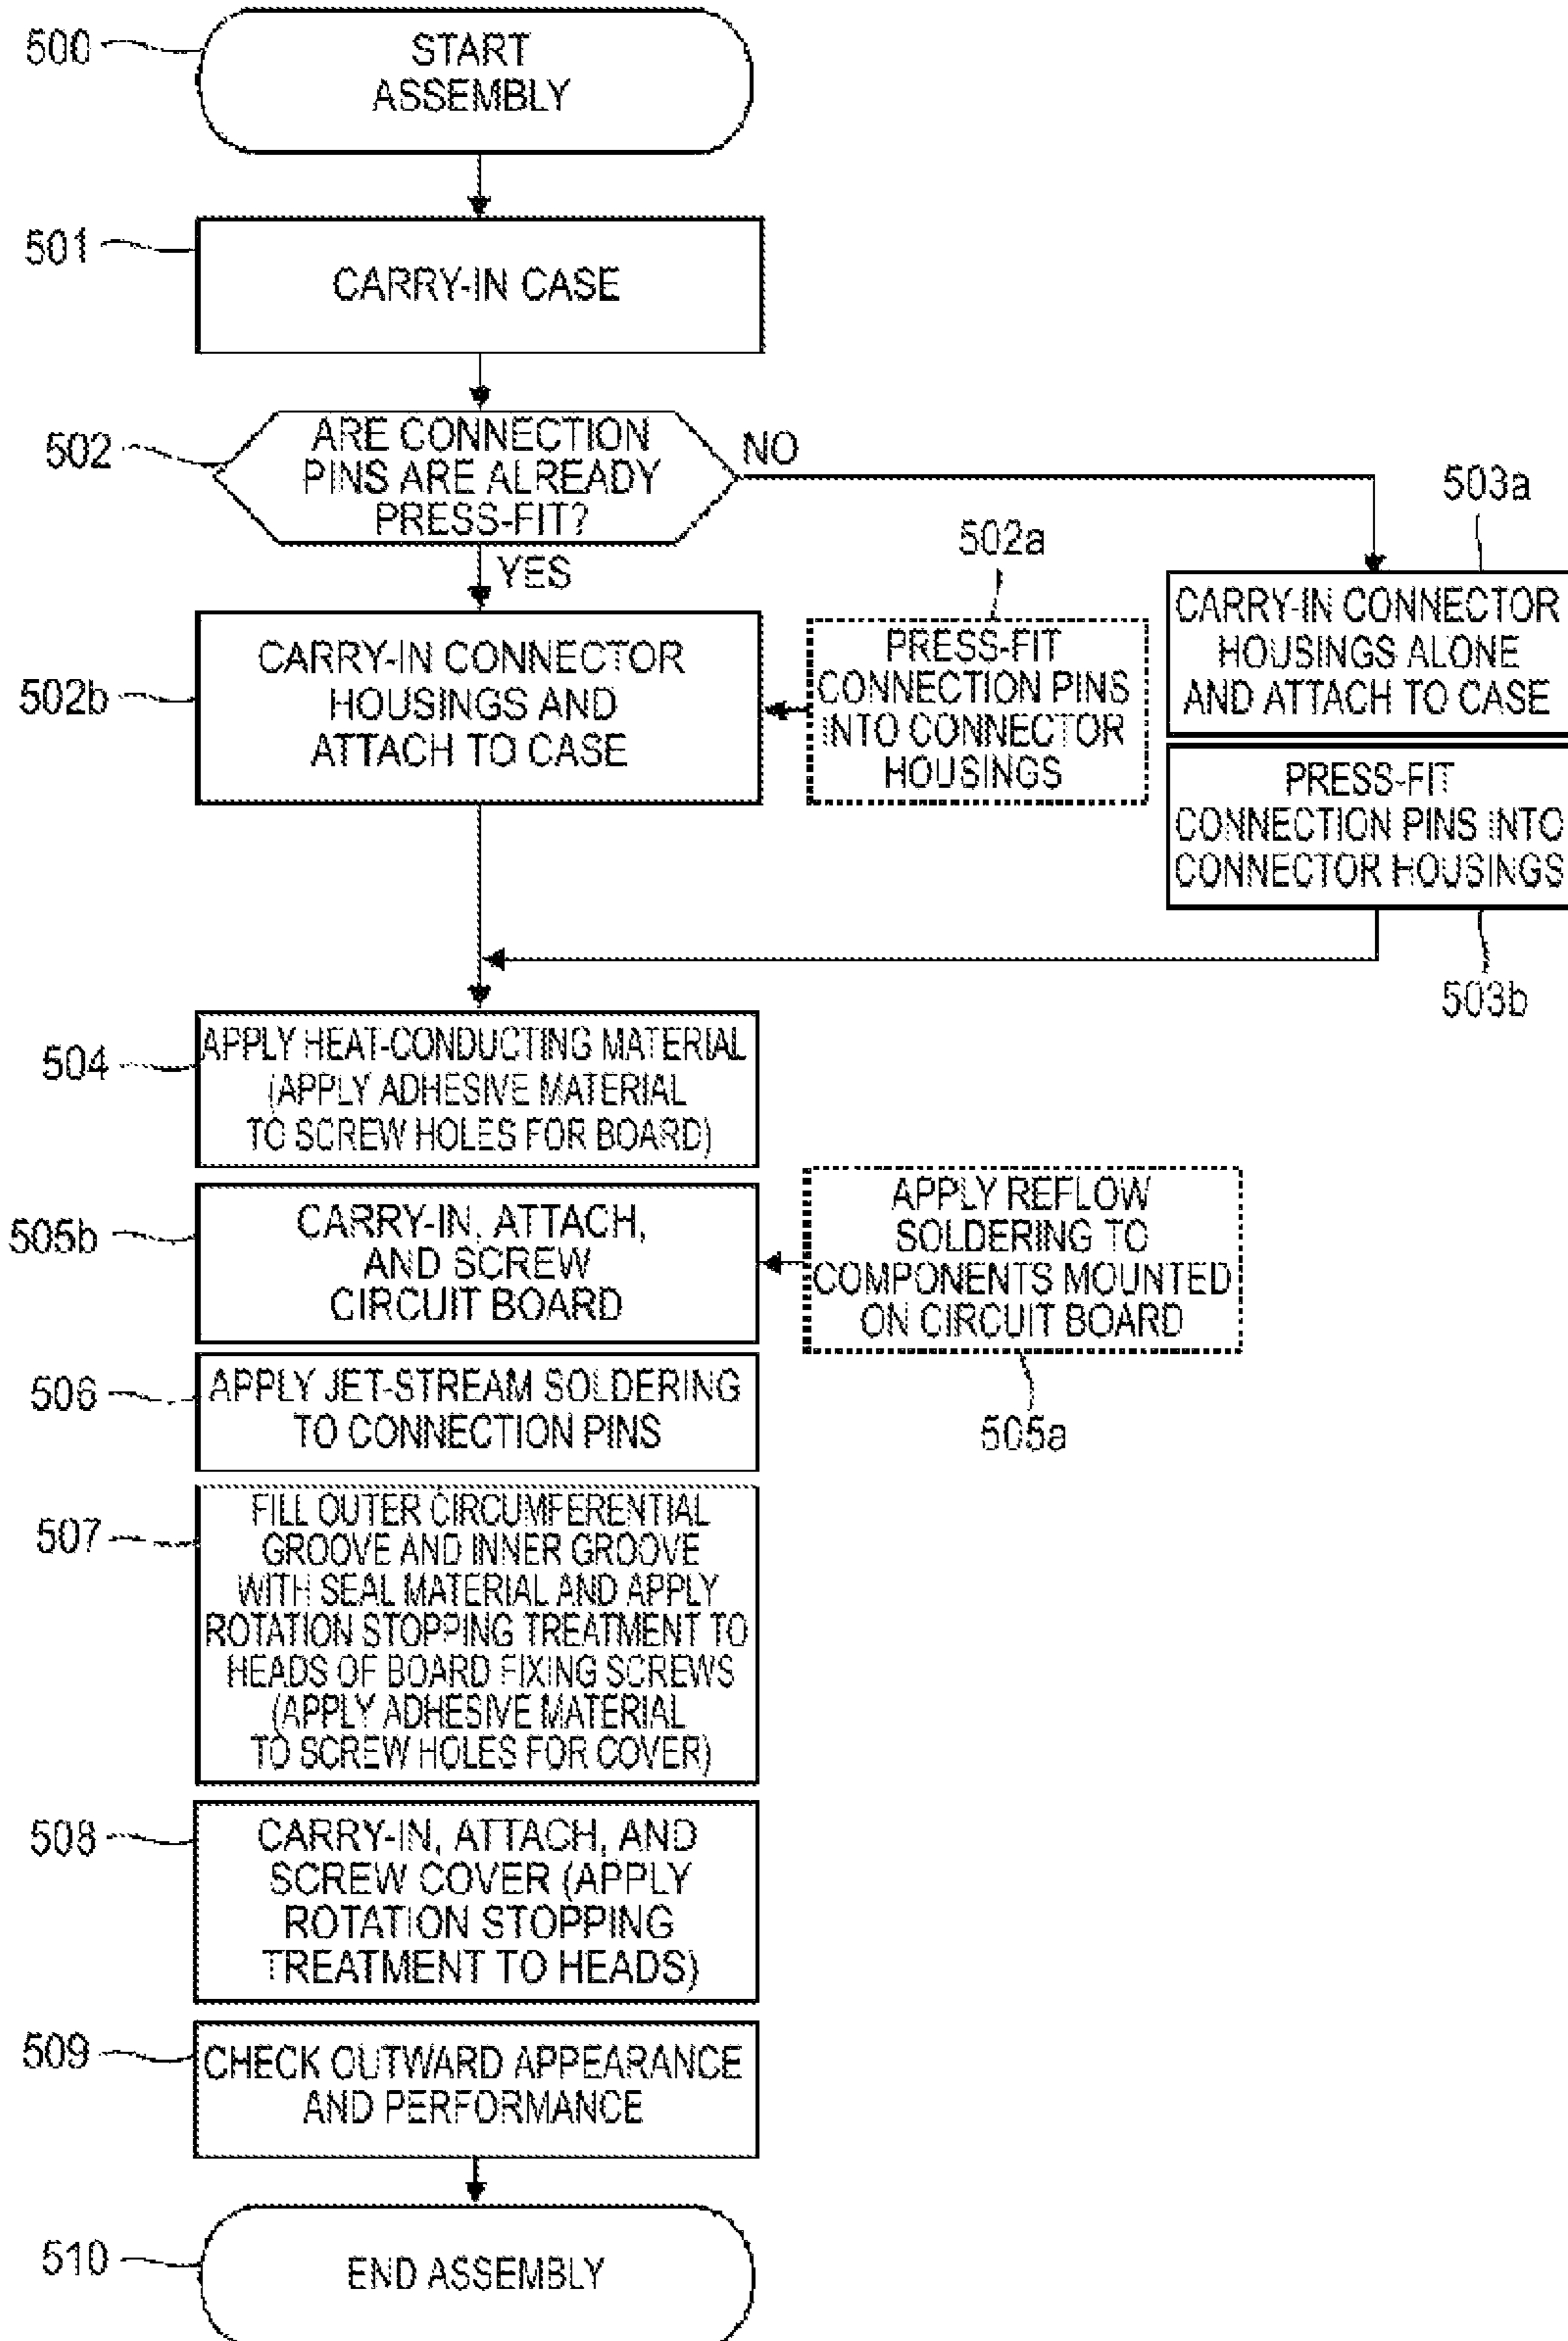 500
START
ASSEMBLY
501
CARRY-IN CASE
502
ARE CONNECTION
PINS ARE ALREADY
PRESS-FIT?
NO
YES
503a
CARRY-IN CONNECTOR
HOUSINGS ALONE
AND ATTACH TO CASE
502a
PRESS-FIT
CONNECTION PINS
INTO CONNECTOR
HOUSINGS
502b
CARRY-IN CONNECTOR
HOUSINGS AND
ATTACH TO CASE
PRESS-FIT
CONNECTION PINS INTO
CONNECTOR HOUSINGS
503b
504
APPLY HEAT-CONDUCTING MATERIAL
(APPLY ADHESIVE MATERIAL
TO SCREW HOLES FOR BOARD)
505b
CARRY-IN, ATTACH,
AND SCREW
CIRCUIT BOARD
APPLY REFLOW
SOLDERING TO
COMPONENTS MOUNTED
ON CIRCUIT BOARD
505a
506
APPLY JET-STREAM SOLDERING
TO CONNECTION PINS
507
FILL OUTER CIRCUMFERENTIAL
GROOVE AND INNER GROOVE
WITH SEAL MATERIAL AND APPLY
ROTATION STOPPING TREATMENT TO
HEADS OF BOARD FIXING SCREWS
(APPLY ADHESIVE MATERIAL
TO SCREW HOLES FOR COVER)
508
CARRY-IN, ATTACH, AND
SCREW COVER (APPLY
ROTATION STOPPING
TREATMENT TO HEADS)
509
CHECK OUTWARD APPEARANCE
AND PERFORMANCE
510
END ASSEMBLY